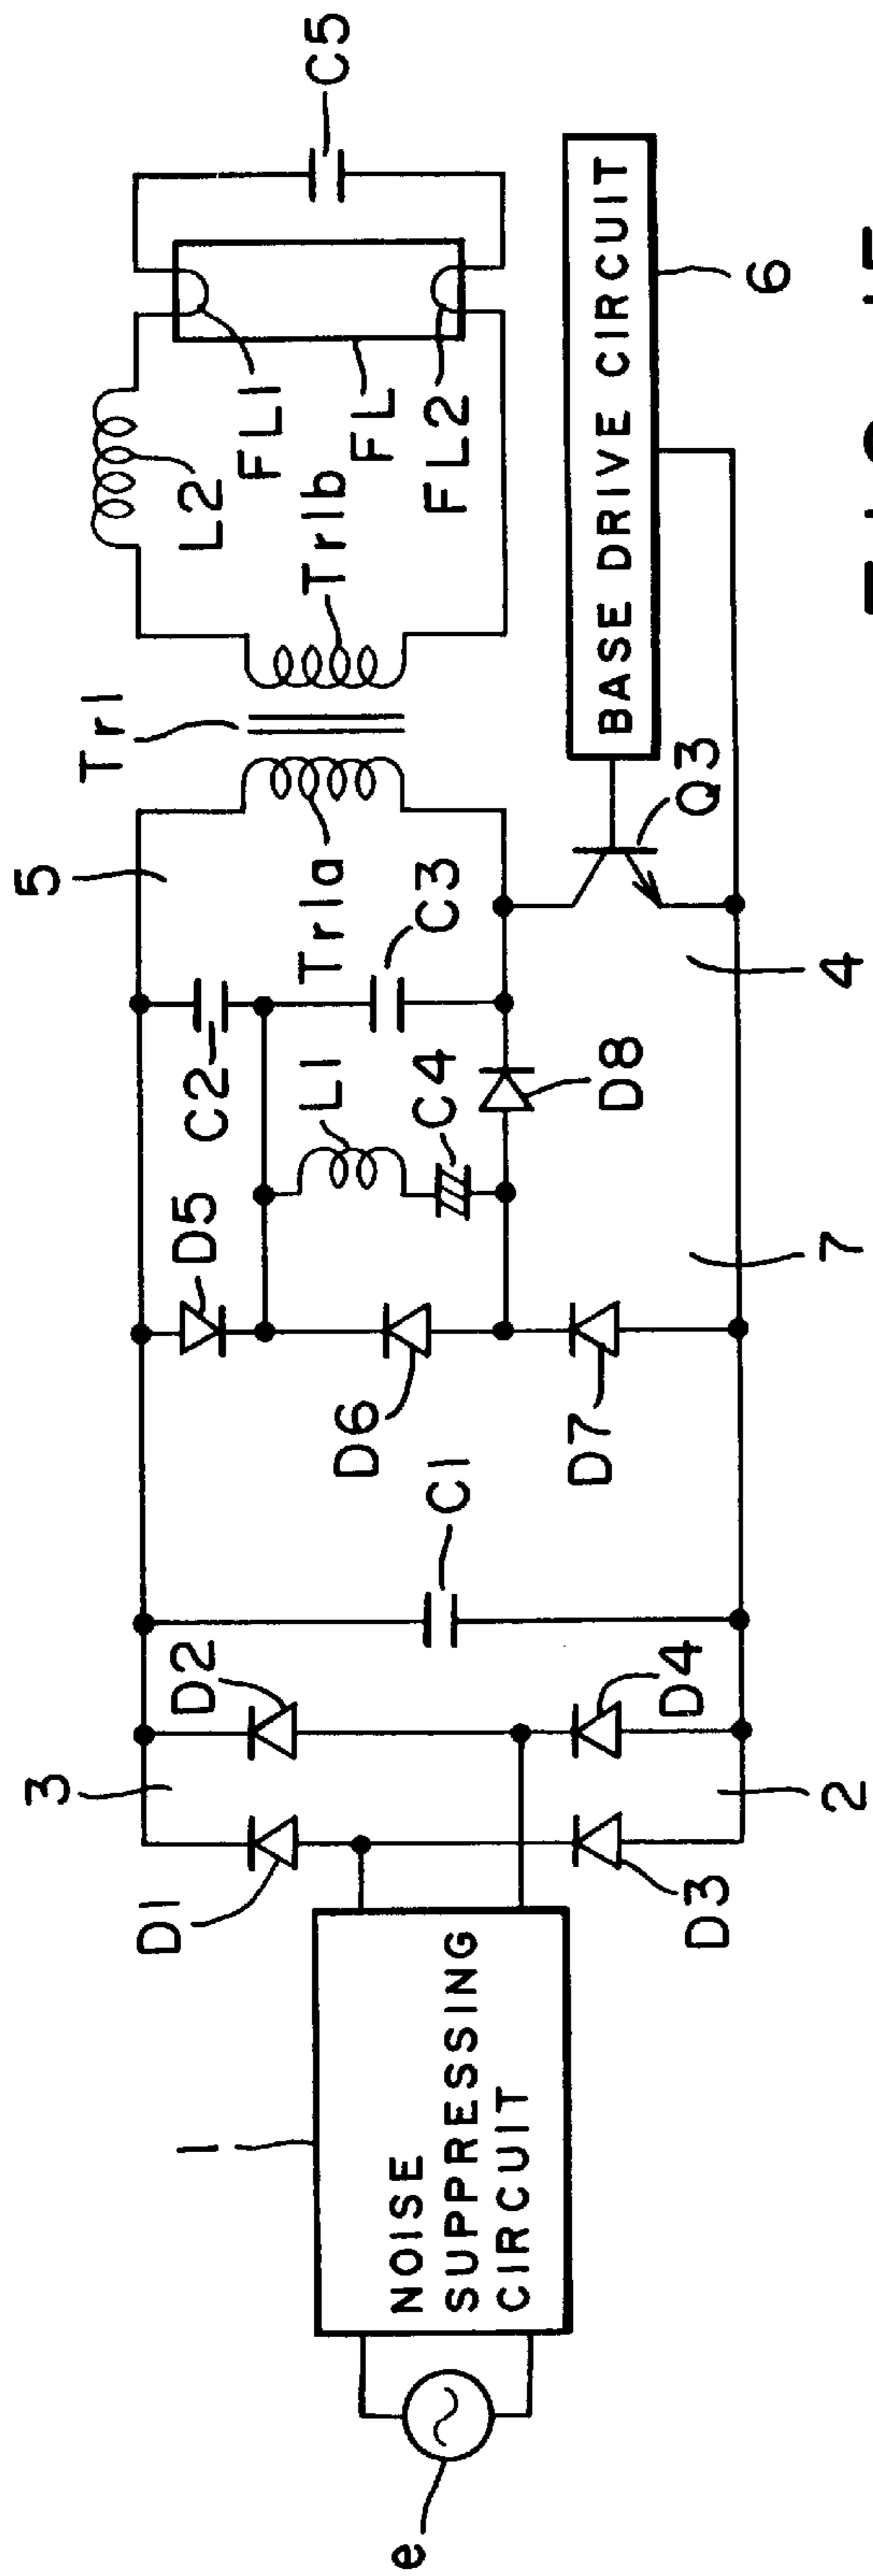 5
Tr1
C5
L2
FL1
FL
FL2
Tr1b
Tr1a
C2
C3
L1
C4
D5
D6
D7
D8
C1
3
D1
D2
D3
D4
2
1
NOISE
SUPPRESSING
CIRCUIT
e
BASE DRIVE CIRCUIT
6
Q3
4
7